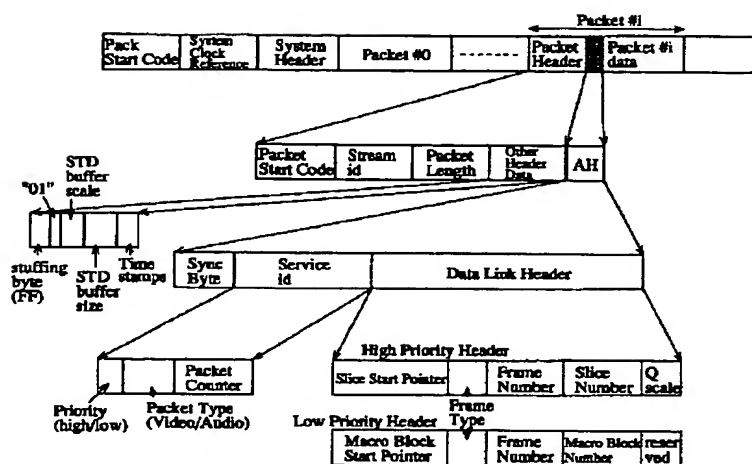 Packet #i
Pack
Start Code
System
Clock
Reference
System
Header
Packet #0
Packet
Header
Packet #i
data
Packet
Start Code
Stream
id
Packet
Length
Other
Header
Data
AH
"01"
STD
buffer
scale
stuffing
byte
(FF)
STD
buffer
size
Time
stamps
Sync
Byte
Service
id
Data Link Header
Packet
Counter
Priority
(high/low)
Packet Type
(Video/Audio)
High Priority Header
Slice Start Pointer
Frame
Number
Slice
Number
Q
scale
Frame
Type
Low Priority Header
Macro Block
Start Pointer
Frame
Number
Macro Block
Number
reser
ved